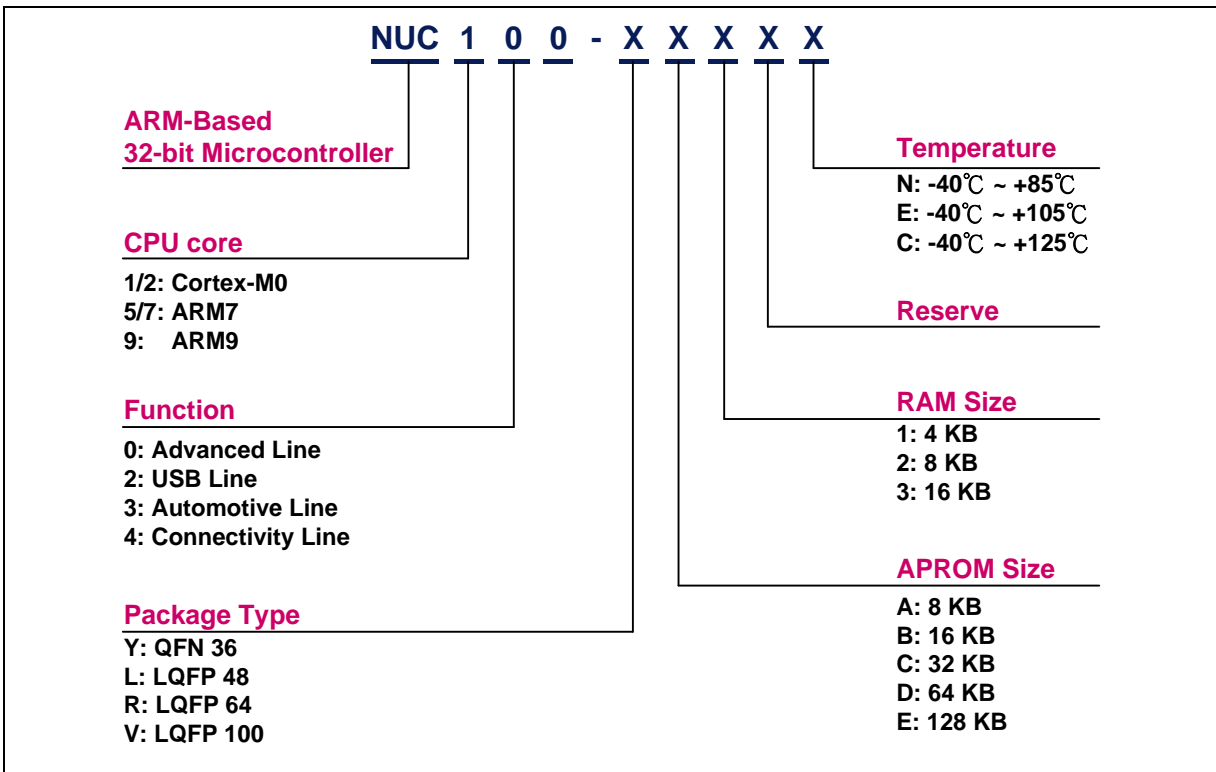 NUC 1 0 0 - X X X X X
ARM-Based
32-bit Microcontroller
CPU core
1/2: Cortex-M0
5/7: ARM7
9: ARM9
Function
0: Advanced Line
2: USB Line
3: Automotive Line
4: Connectivity Line
Package Type
Y: QFN 36
L: LQFP 48
R: LQFP 64
V: LQFP 100
Temperature
N: -40℃ ~ +85℃
E: -40℃ ~ +105℃
C: -40℃ ~ +125℃
Reserve
RAM Size
1: 4 KB
2: 8 KB
3: 16 KB
APROM Size
A: 8 KB
B: 16 KB
C: 32 KB
D: 64 KB
E: 128 KB